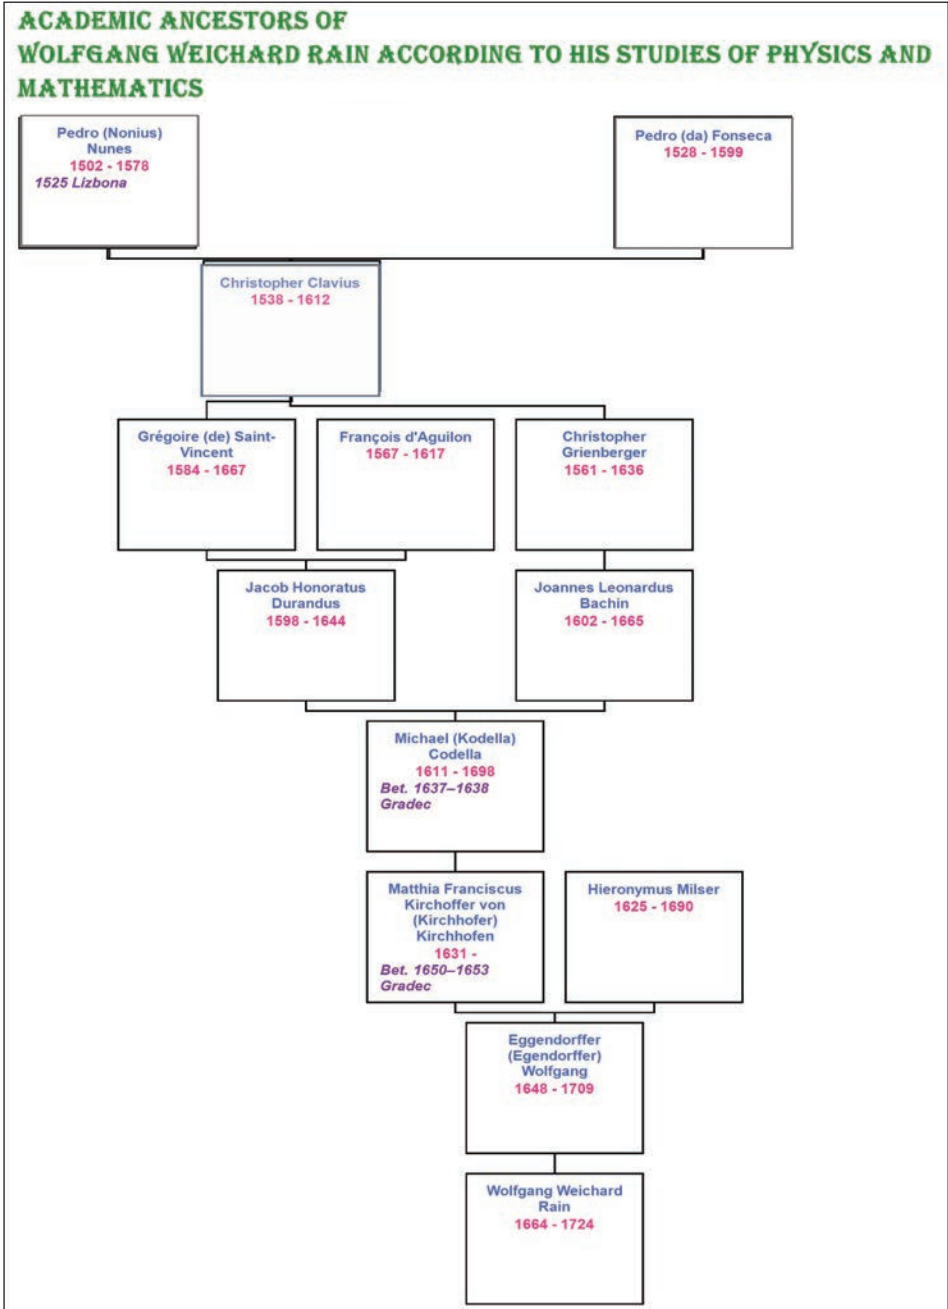 ACADEMIC ANCESTORS OF
WOLFGANG WEICHARD RAIN ACCORDING TO HIS STUDIES OF PHYSICS AND
MATHEMATICS
Pedro (Nonius)
Nunes
1502 - 1578
1525 Lizbona
Pedro (da) Fonseca
1528 - 1599
Christopher Clavius
1538 - 1612
Grégoire (de) Saint-
Vincent
1584 - 1667
François d'Aguilon
1567 - 1617
Christopher
Grienberger
1561 - 1636
Jacob Honoratus
Durandus
1598 - 1644
Joannes Leonardus
Bachin
1602 - 1665
Michael (Kodella)
Codella
1611 - 1698
Bet. 1637–1638
Gradec
Matthia Franciscus
Kirchoffer von
(Kirchhofer)
Kirchhofen
1631 -
Bet. 1650–1653
Gradec
Hieronymus Milser
1625 - 1690
Eggendorffer
(Egendorffer)
Wolfgang
1648 - 1709
Wolfgang Weichard
Rain
1664 - 1724